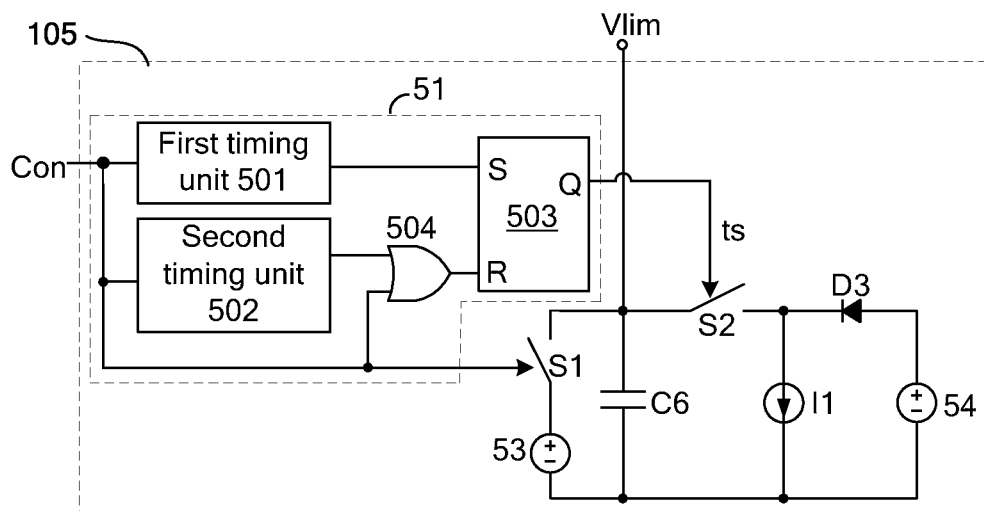 Vlim
105
51
Con
First timing
unit 501
S
Q
503
R
504
Second
timing unit
502
ts
S1
S2
D3
C6
I1
53
+
−
54
+
−